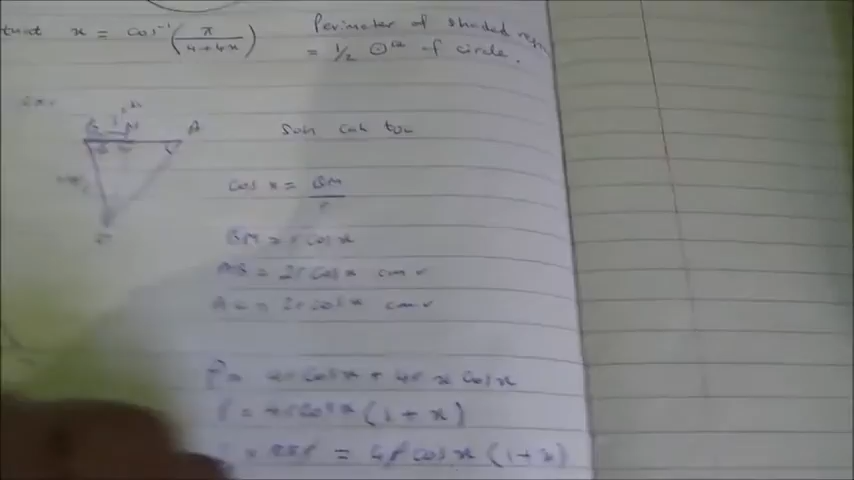 x = cos⁻¹(π/(4+4x))
Perimeter of shaded
= 1/2 ⊙ce of circle.
A
Soh Cah toa
Cos x = BM/r
BM = r cos x
AB = 2r cos x cm
AC = 2r cos x cm
P = 4r cos x + 4r x cos x
P = 4r cos x (1 + x)
= 4r cos x (1 + x)